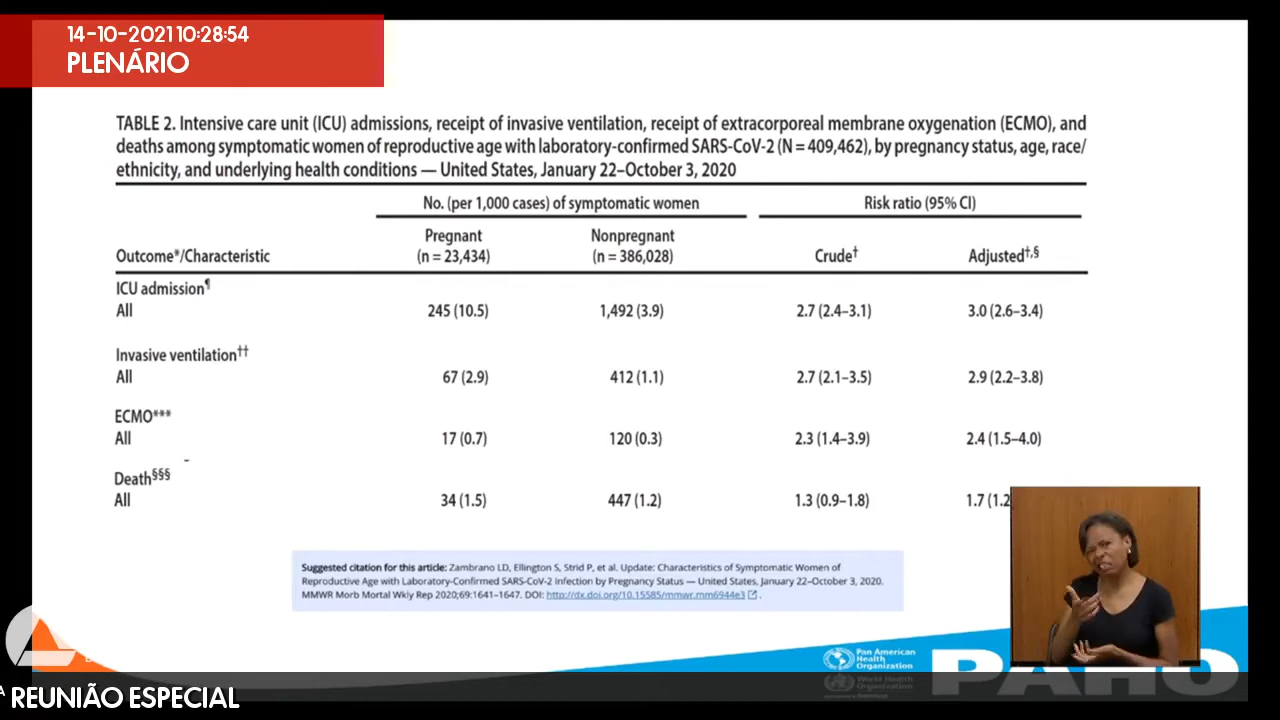 14-10-2021 10:28:54
PLENÁRIO
TABLE 2. Intensive care unit (ICU) admissions, receipt of invasive ventilation, receipt of extracorporeal membrane oxygenation (ECMO), and
deaths among symptomatic women of reproductive age with laboratory-confirmed SARS-CoV-2 (N = 409,462), by pregnancy status, age, race/
ethnicity, and underlying health conditions — United States, January 22–October 3, 2020
No. (per 1,000 cases) of symptomatic women Risk ratio (95% CI)
Pregnant Nonpregnant
Outcome*/Characteristic (n = 23,434) (n = 386,028) Crude† Adjusted†,§
ICU admission¶
All 245 (10.5) 1,492 (3.9) 2.7 (2.4–3.1) 3.0 (2.6–3.4)
Invasive ventilation††
All 67 (2.9) 412 (1.1) 2.7 (2.1–3.5) 2.9 (2.2–3.8)
ECMO***
All 17 (0.7) 120 (0.3) 2.3 (1.4–3.9) 2.4 (1.5–4.0)
Death§§§
All 34 (1.5) 447 (1.2) 1.3 (0.9–1.8) 1.7 (1.2
Suggested citation for this article: Zambrano LD, Ellington S, Strid P, et al. Update: Characteristics of Symptomatic Women of
Reproductive Age with Laboratory-Confirmed SARS-CoV-2 Infection by Pregnancy Status — United States, January 22–October 3, 2020.
MMWR Morb Mortal Wkly Rep 2020;69:1641–1647. DOI: http://dx.doi.org/10.15585/mmwr.mm6944e3 .
Pan American
Health
Organization
World Health
Organization
PAHO
REUNIÃO ESPECIAL